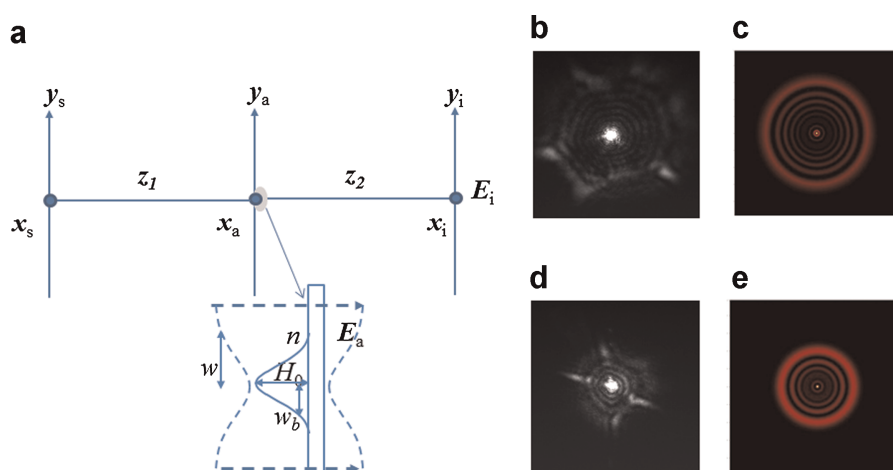 a
b
c
y_s
y_a
y_i
z_1
z_2
E_i
x_s
x_a
x_i
d
e
n
E_a
w
H_0
w_b